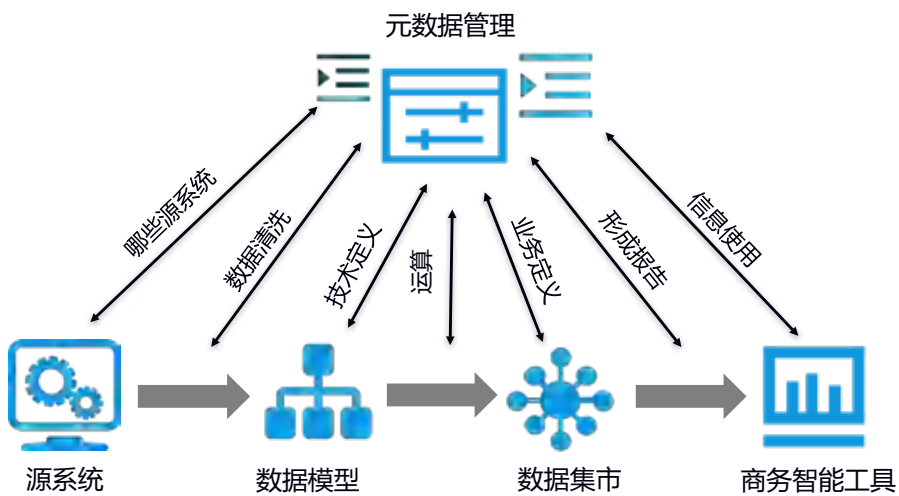 元数据管理
哪些源系统
数据清洗
技术定义
运算
业务定义
形成报告
信息使用
源系统
数据模型
数据集市
商务智能工具